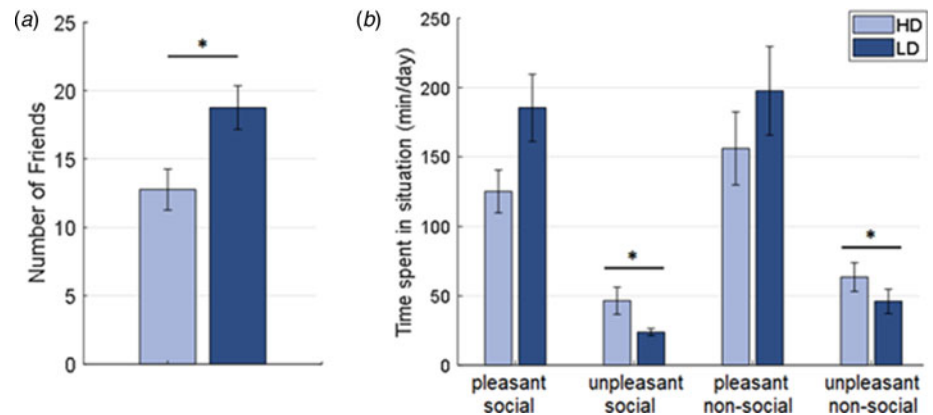 (a)
25
20
15
10
5
0
Number of Friends
*
(b)
250
200
150
100
50
0
Time spent in situation (min/day)
*
*
HD
LD
pleasant social
unpleasant social
pleasant non-social
unpleasant non-social